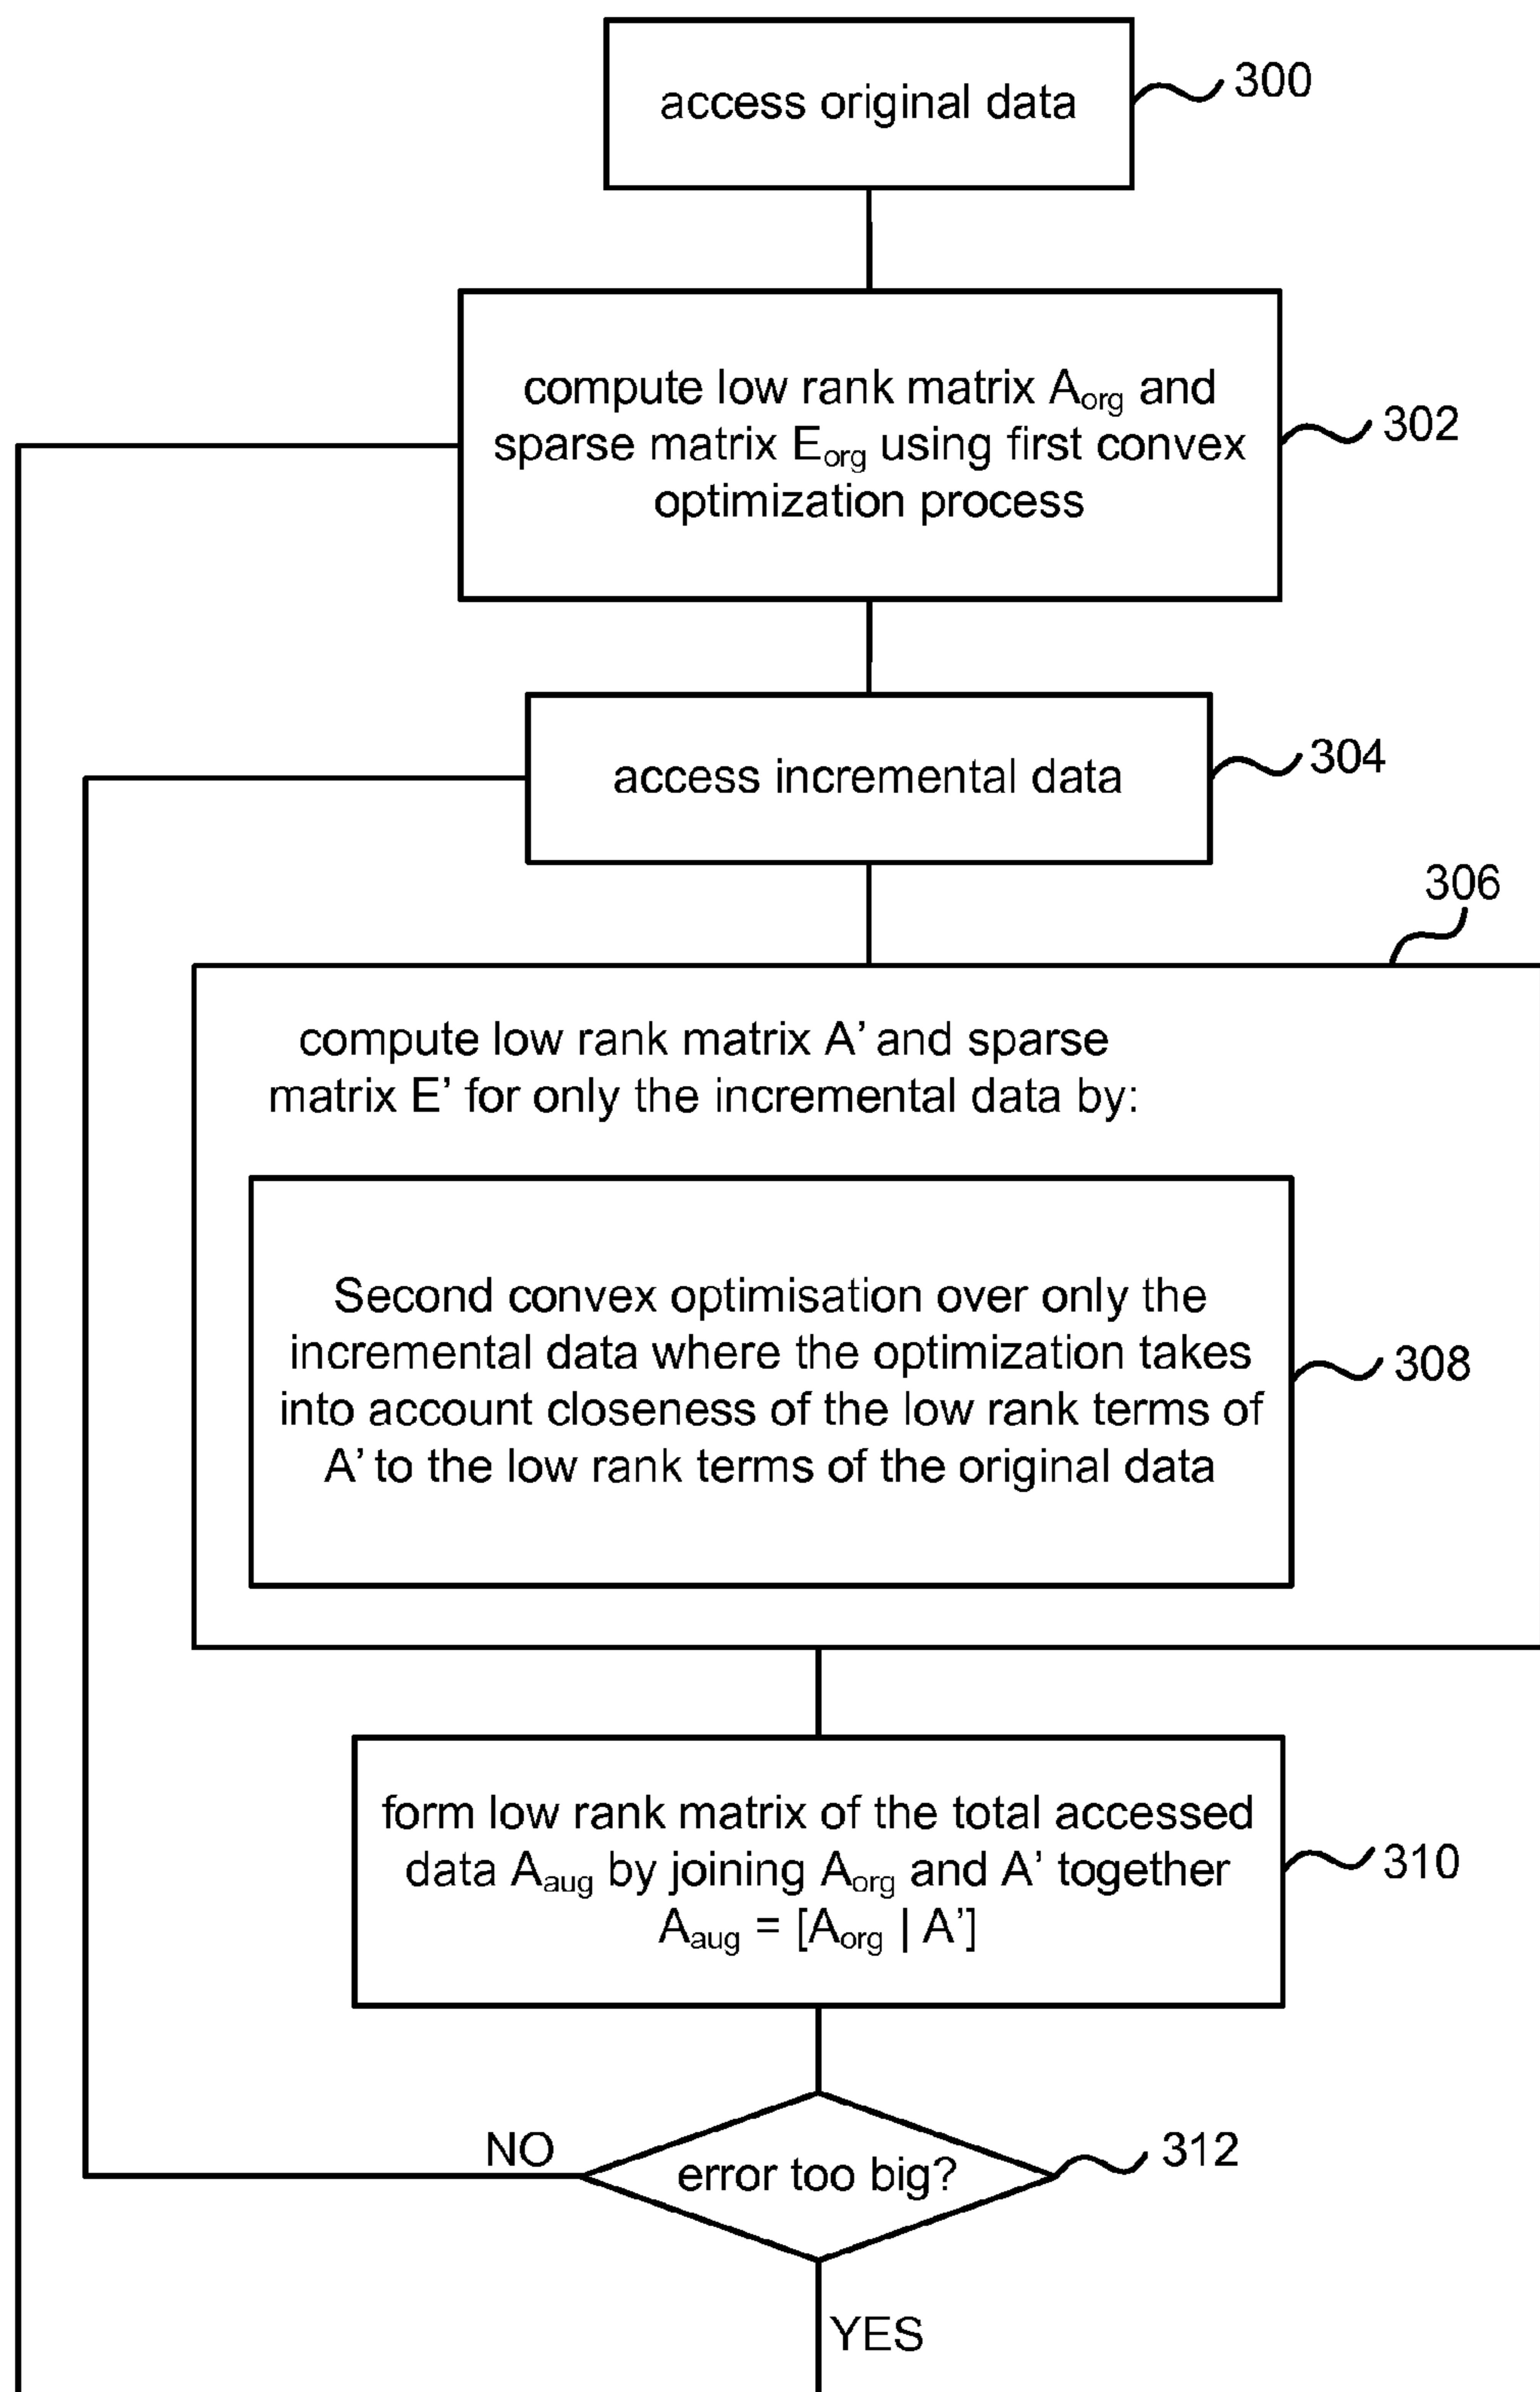 access original data
300
compute low rank matrix Aorg and
sparse matrix Eorg using first convex
optimization process
302
access incremental data
304
306
compute low rank matrix A’ and sparse
matrix E' for only the incremental data by:
Second convex optimisation over only the
incremental data where the optimization takes
into account closeness of the low rank terms of
A’ to the low rank terms of the original data
308
form low rank matrix of the total accessed
data Aaug by joining Aorg and A’ together
Aaug = [Aorg | A’]
310
NO
error too big?
312
YES